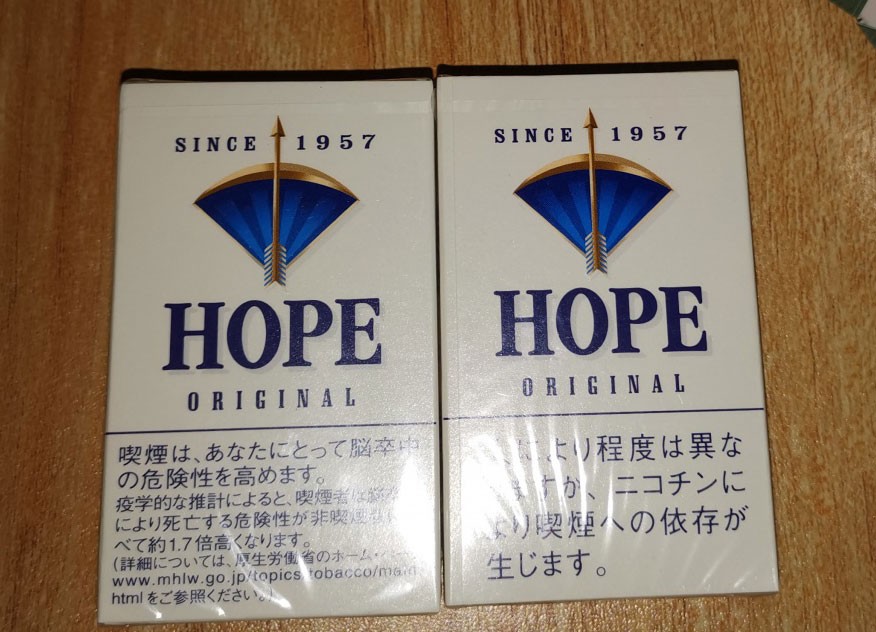 SINCE 1957
HOPE
ORIGINAL
喫煙は、あなたにとって脳卒中
の危険性を高めます。
疫学的な推計によると、喫煙者は脳卒
により死亡する危険性が非喫煙
べて約1.7倍高くなります。
(詳細については、厚生労働省のホーム・
www.mhlw.go.jp/topics/tobacco/main
htmlをご参照ください。)
SINCE 1957
HOPE
ORIGINAL
により程度は異な
ますが、ニコチンに
より喫煙への依存が
生じます。